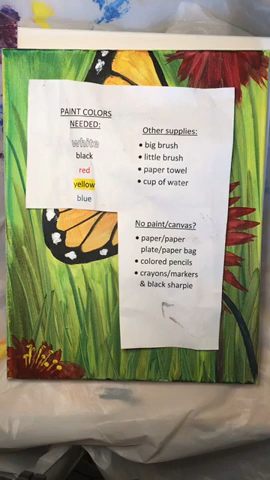 PAINT COLORS
NEEDED:
white
black
red
yellow
blue
Other supplies:
• big brush
• little brush
• paper towel
• cup of water
No paint/canvas?
• paper/paper
plate/paper bag
• colored pencils
• crayons/markers
& black sharpie